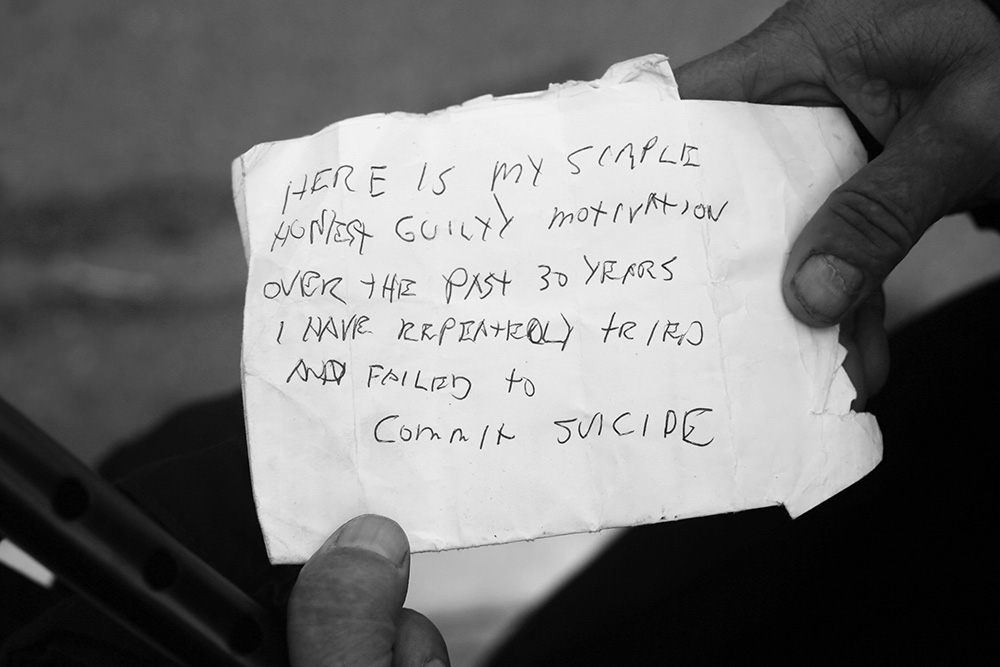 HERE IS MY SIMPLE
HONEST GUILTY MOTIVATION
OVER THE PAST 30 YEARS
I HAVE REPEATEDLY TRIED
AND FAILED TO
COMMIT SUICIDE